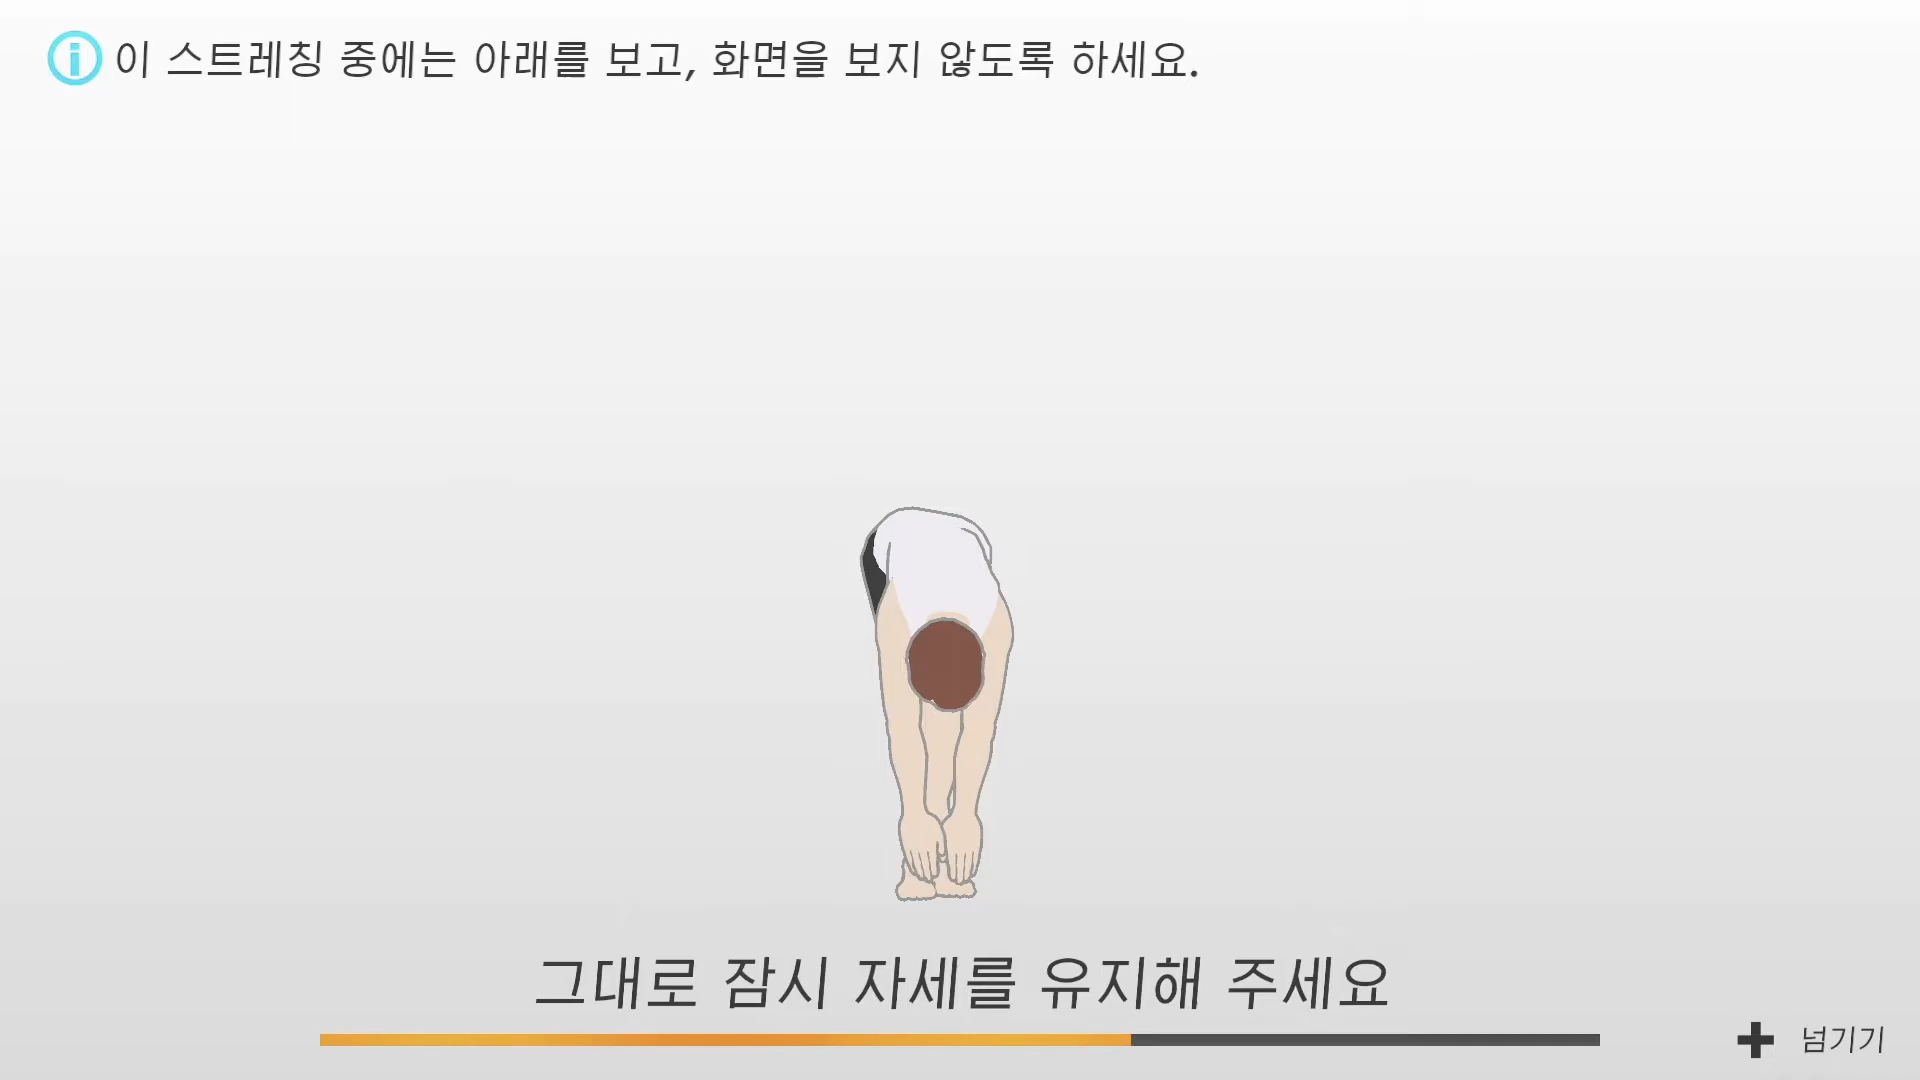 이 스트레칭 중에는 아래를 보고, 화면을 보지 않도록 하세요.
그대로 잠시 자세를 유지해 주세요
넘기기